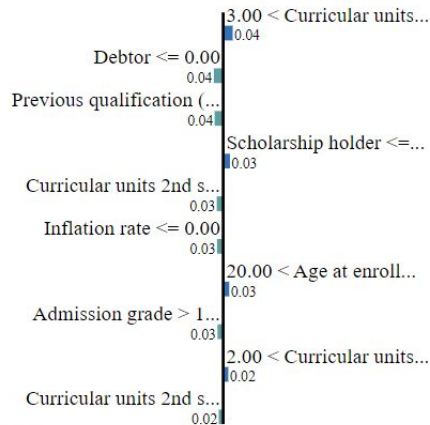 3.00 < Curricular units...
0.04
Debtor <= 0.00
0.04
Previous qualification (...
0.04
Scholarship holder <=...
0.03
Curricular units 2nd s...
0.03
Inflation rate <= 0.00
0.03
20.00 < Age at enroll...
0.03
Admission grade > 1...
0.03
2.00 < Curricular units...
0.02
Curricular units 2nd s...
0.02